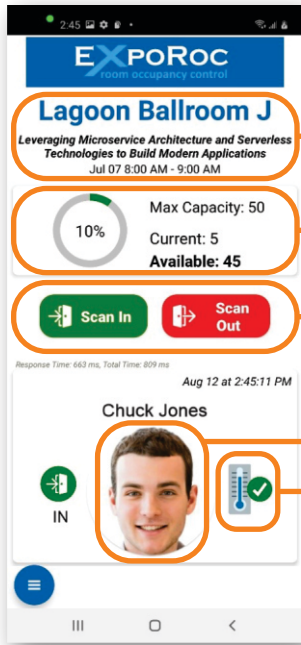 2:45
EXPOROC
room occupancy control
Lagoon Ballroom J
Leveraging Microservice Architecture and Serverless
Technologies to Build Modern Applications
Jul 07 8:00 AM - 9:00 AM
10%
Max Capacity: 50
Current: 5
Available: 45
Scan In
Scan
Out
Response Time: 663 ms, Total Time: 809 ms
Aug 12 at 2:45:11 PM
Chuck Jones
IN